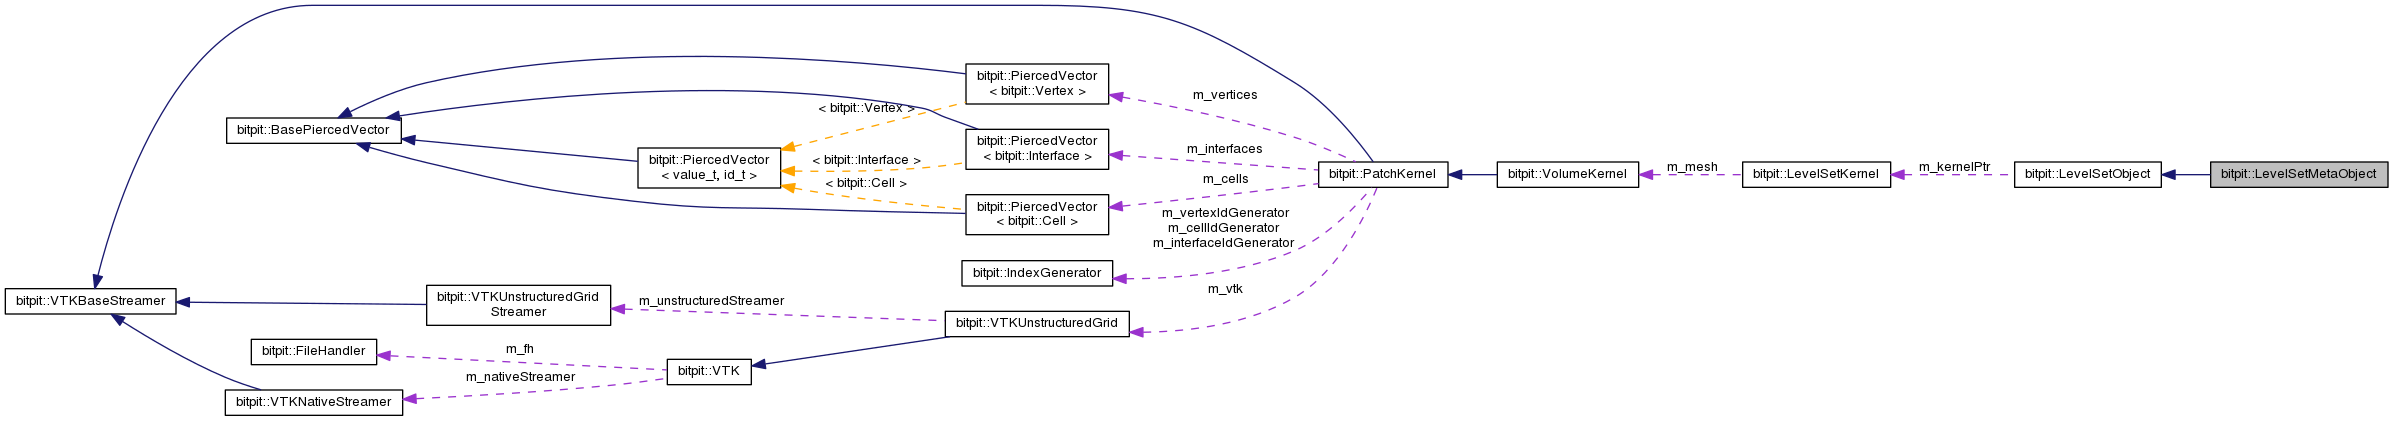 bitpit::PiercedVector
< bitpit::Vertex >
m_vertices
< bitpit::Vertex >
bitpit::BasePiercedVector
bitpit::PiercedVector
< bitpit::Interface >
m_interfaces
bitpit::PiercedVector
< value_t, id_t >
< bitpit::Interface >
< bitpit::Cell >
m_cells
bitpit::PatchKernel
bitpit::VolumeKernel
m_mesh
bitpit::LevelSetKernel
m_kernelPtr
bitpit::LevelSetObject
bitpit::LevelSetMetaObject
bitpit::PiercedVector
< bitpit::Cell >
m_vertexIdGenerator
m_cellIdGenerator
m_interfaceIdGenerator
bitpit::IndexGenerator
m_vtk
bitpit::VTKBaseStreamer
bitpit::VTKUnstructuredGrid
Streamer
m_unstructuredStreamer
bitpit::VTKUnstructuredGrid
bitpit::FileHandler
m_fh
bitpit::VTK
m_nativeStreamer
bitpit::VTKNativeStreamer